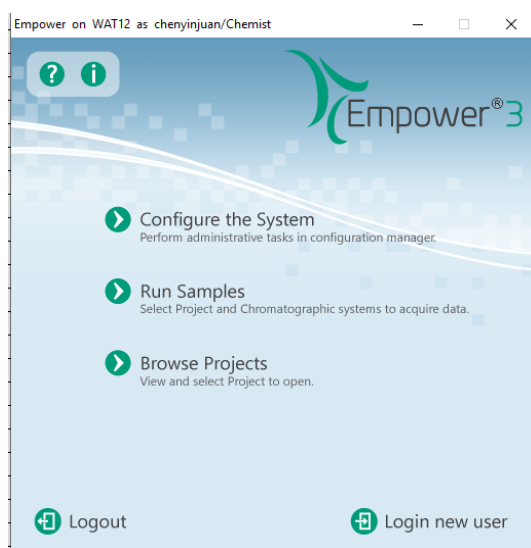 Empower on WAT12 as chenyinjuan/Chemist
? i
Empower®3
Configure the System
Perform administrative tasks in configuration manager.
Run Samples
Select Project and Chromatographic systems to acquire data.
Browse Projects
View and select Project to open.
Logout
Login new user